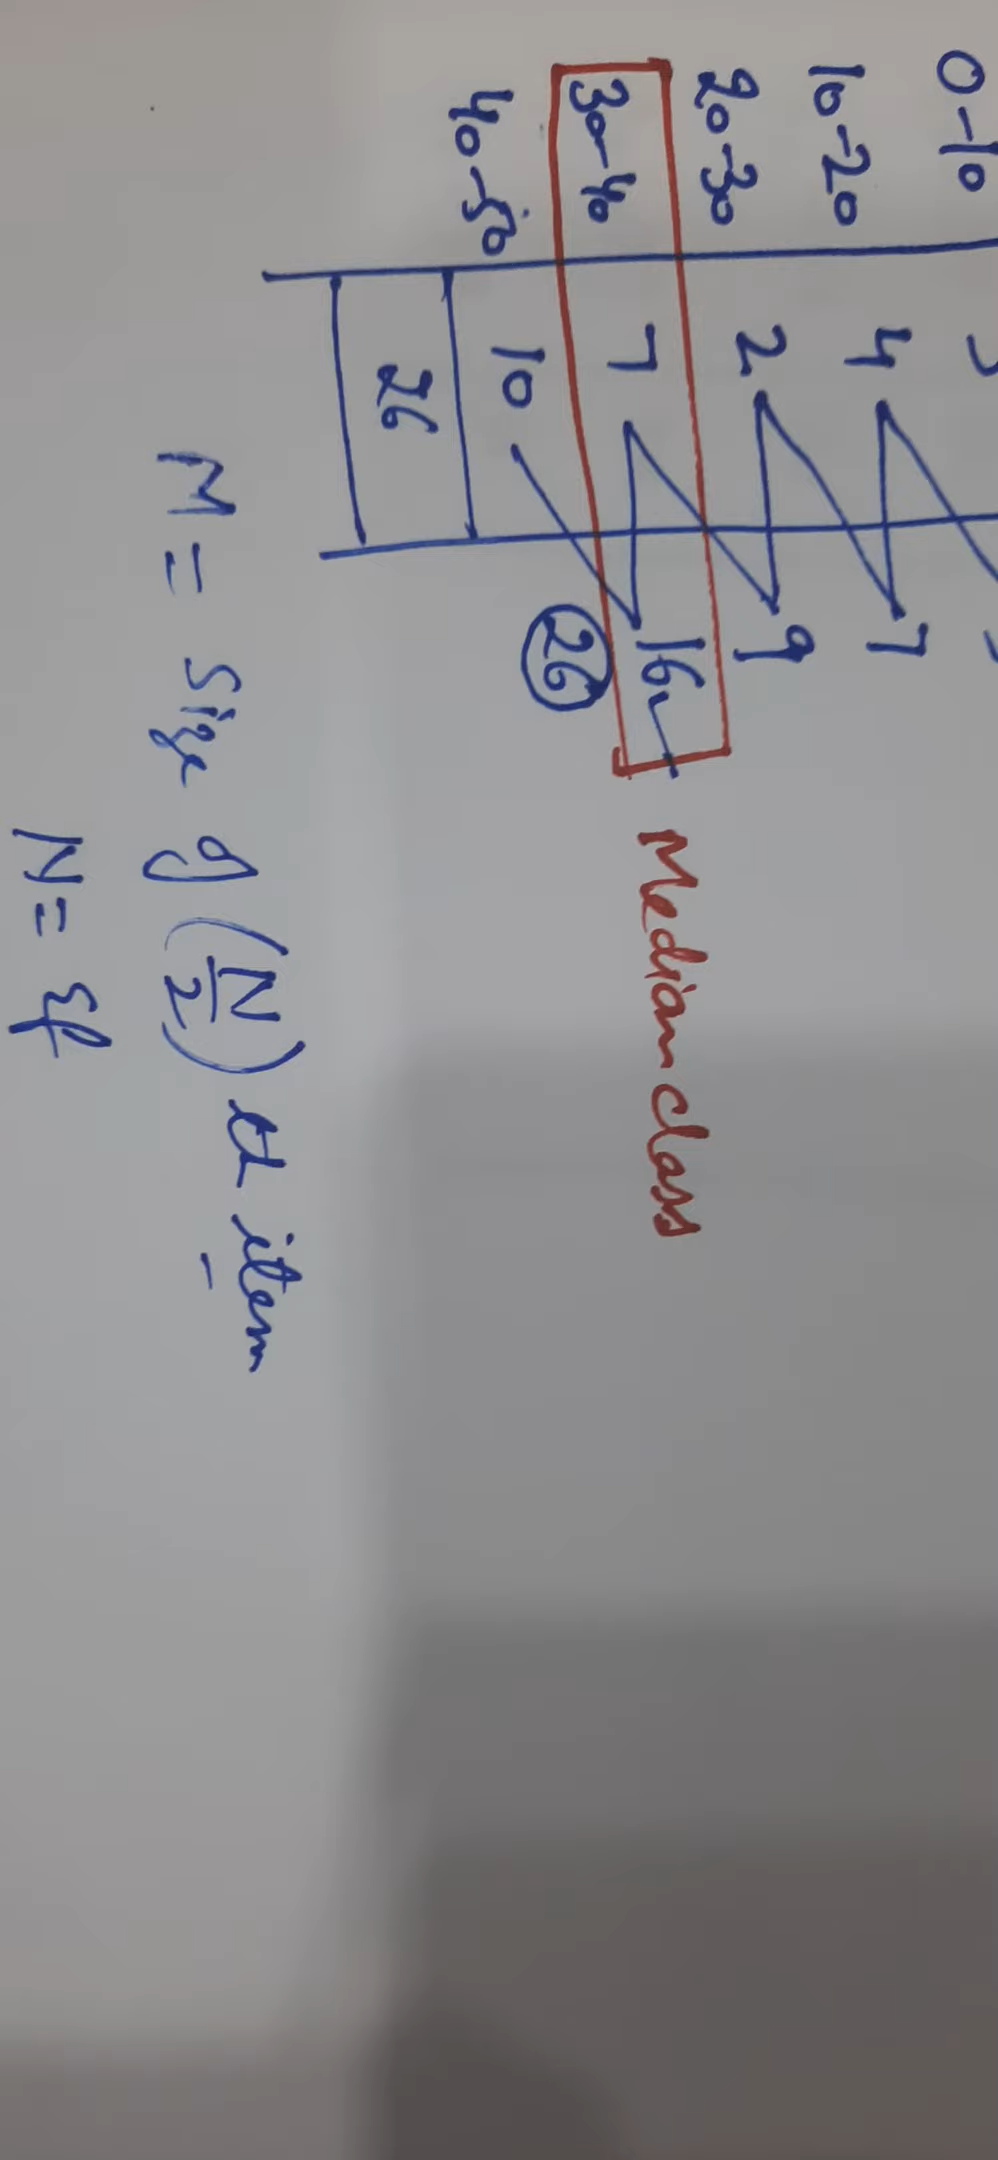 0-10
10-20 4 7
20-30 2 9
30-40 7 16 Median class
40-50 10 26
26
M = Size of (N/2) th item
N = Σf